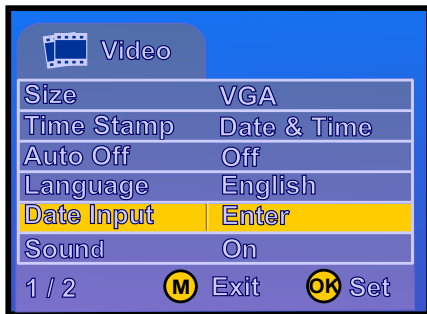 Video
Size VGA
Time Stamp Date & Time
Auto Off Off
Language English
Date Input Enter
Sound On
1 / 2 M Exit OK Set